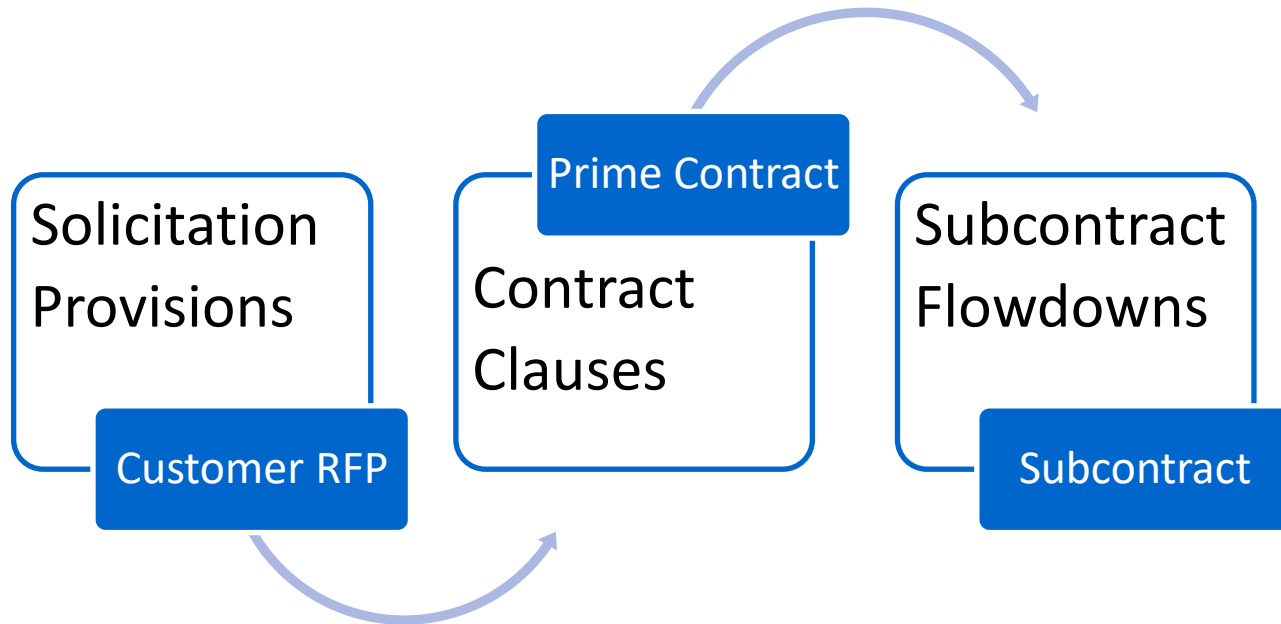 Solicitation
Provisions
Customer RFP
Prime Contract
Contract
Clauses
Subcontract
Flowdowns
Subcontract